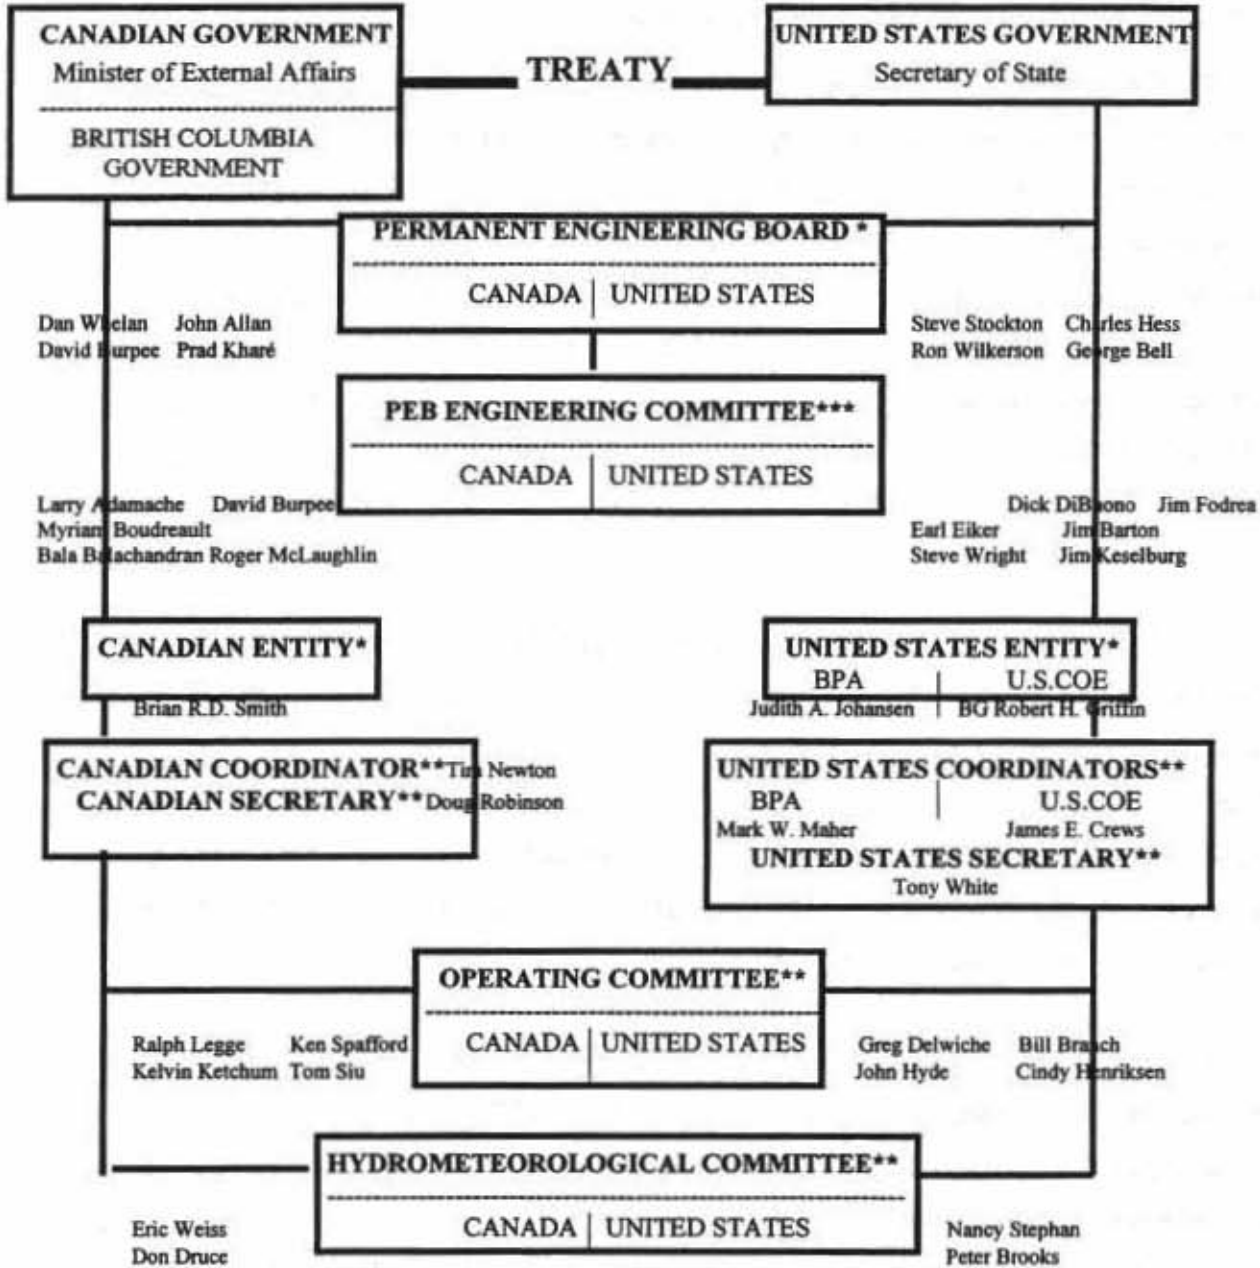 CANADIAN GOVERNMENT
Minister of External Affairs
BRITISH COLUMBIA
GOVERNMENT
TREATY
UNITED STATES GOVERNMENT
Secretary of State
PERMANENT ENGINEERING BOARD *
CANADA | UNITED STATES
Dan Whelan John Allan
David Burpee Prad Kharé
Steve Stockton Charles Hess
Ron Wilkerson George Bell
PEB ENGINEERING COMMITTEE***
CANADA | UNITED STATES
Larry Adamache David Burpee
Myriam Boudreault
Bala Balachandran Roger McLaughlin
Dick DiBuono Jim Fodrea
Earl Eiker Jim Barton
Steve Wright Jim Keselburg
CANADIAN ENTITY*
Brian R.D. Smith
UNITED STATES ENTITY*
BPA | U.S.COE
Judith A. Johansen | BG Robert H. Griffin
CANADIAN COORDINATOR**Tim Newton
CANADIAN SECRETARY**Doug Robinson
UNITED STATES COORDINATORS**
BPA | U.S.COE
Mark W. Maher James E. Crews
UNITED STATES SECRETARY**
Tony White
OPERATING COMMITTEE**
CANADA | UNITED STATES
Ralph Legge Ken Spafford
Kelvin Ketchum Tom Siu
Greg Delwiche Bill Branch
John Hyde Cindy Henriksen
HYDROMETEOROLOGICAL COMMITTEE**
CANADA | UNITED STATES
Eric Weiss
Don Druce
Nancy Stephan
Peter Brooks